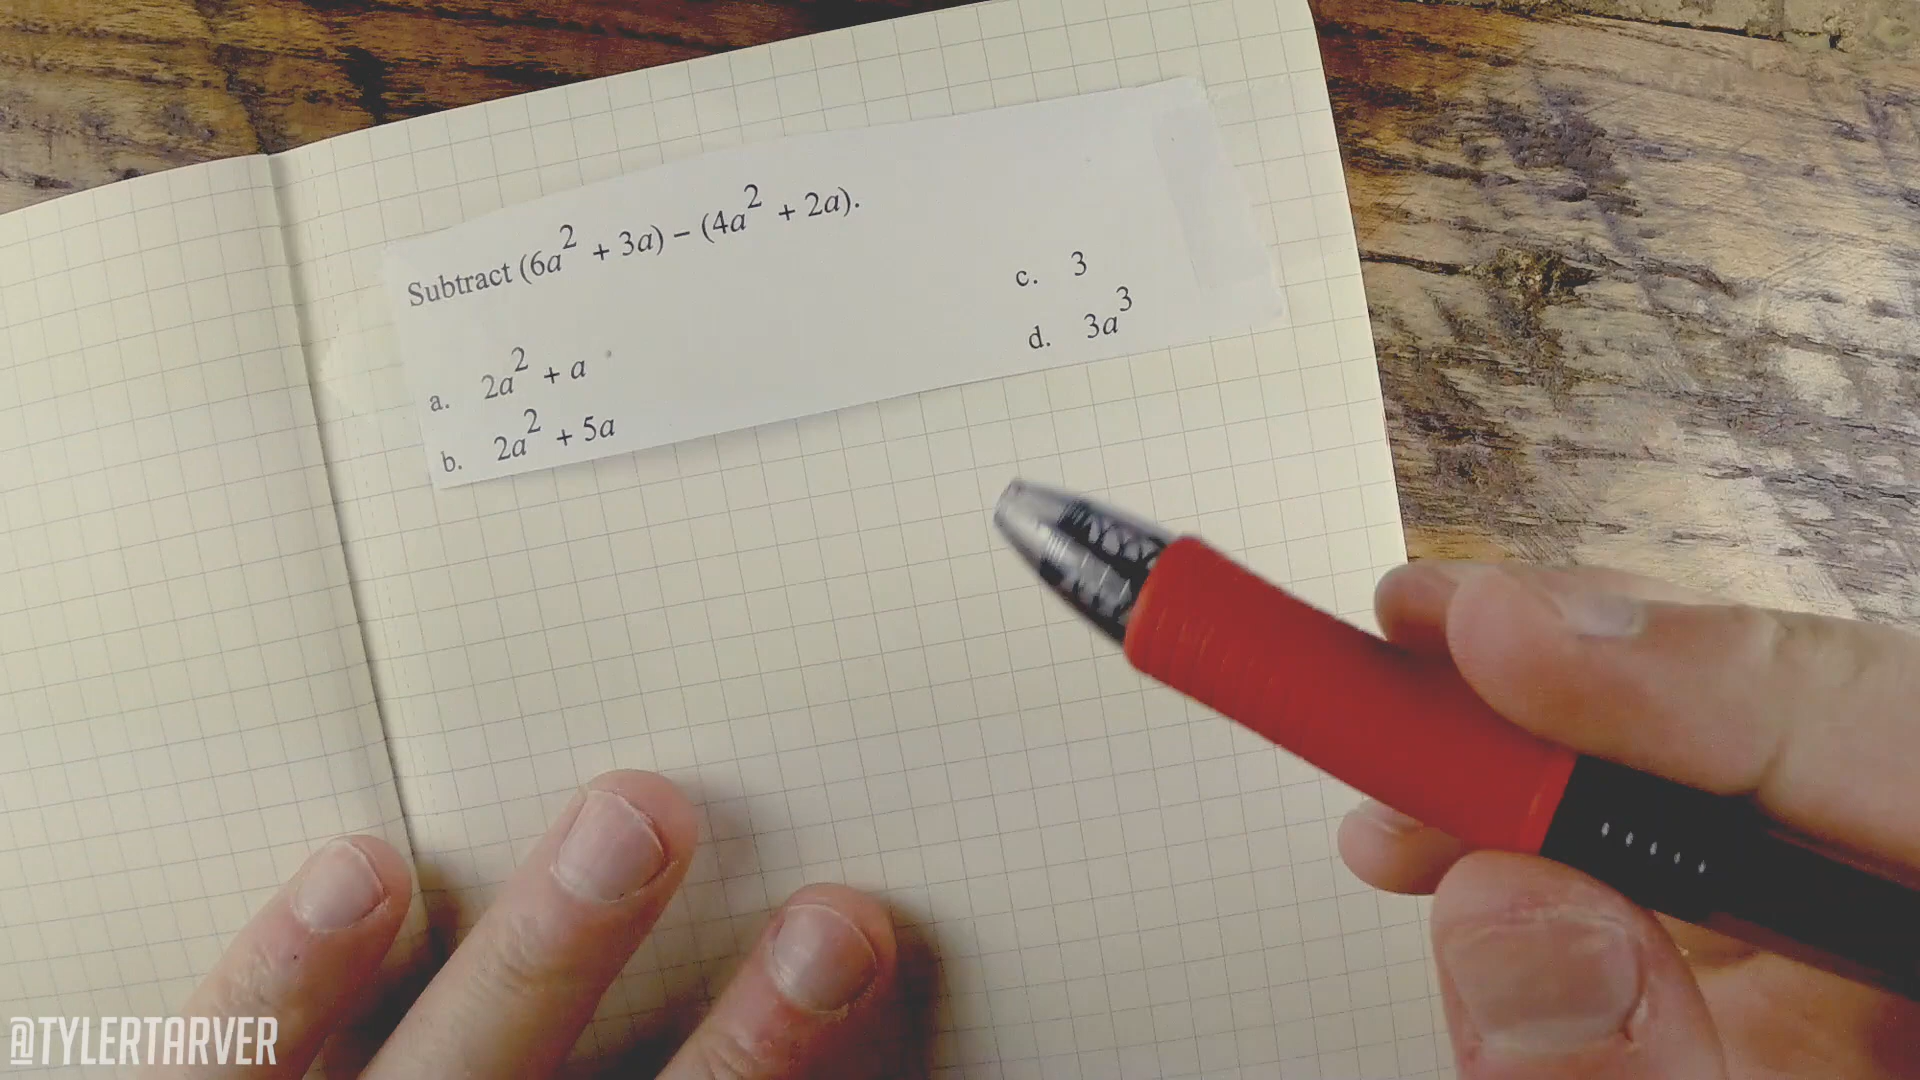 Subtract (6a² + 3a) – (4a² + 2a).
a. 2a² + a
b. 2a² + 5a
c. 3
d. 3a³
@TYLERTARVER